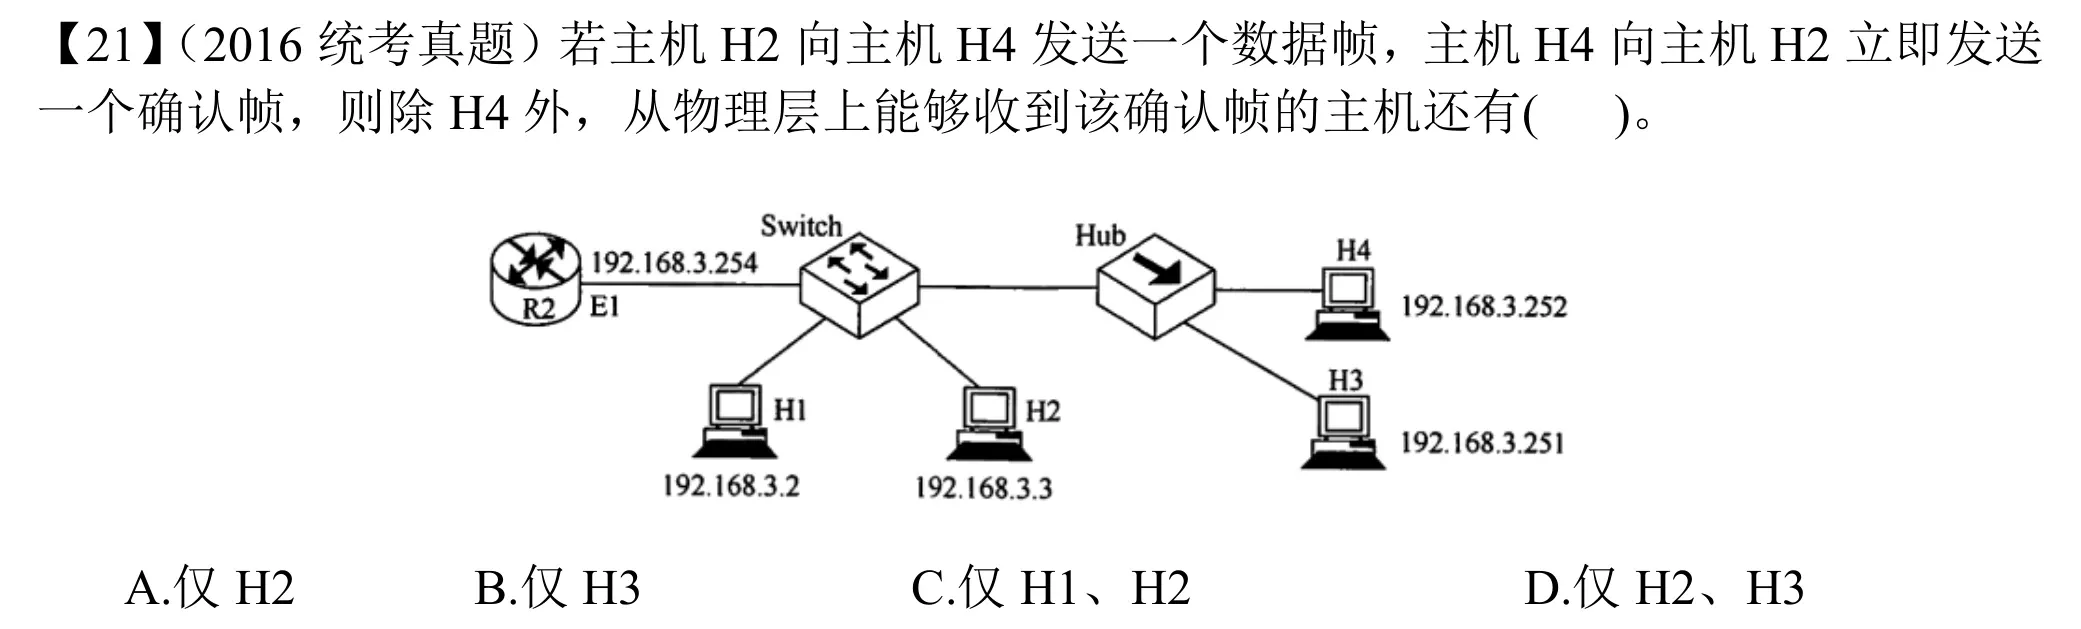 【21】（2016 统考真题）若主机 H2 向主机 H4 发送一个数据帧，主机 H4 向主机 H2 立即发送
一个确认帧，则除 H4 外，从物理层上能够收到该确认帧的主机还有(　　)。
Switch
Hub
H4
192.168.3.254
R2
E1
192.168.3.252
H3
H1
H2
192.168.3.251
192.168.3.2
192.168.3.3
A.仅 H2 B.仅 H3 C.仅 H1、H2 D.仅 H2、H3